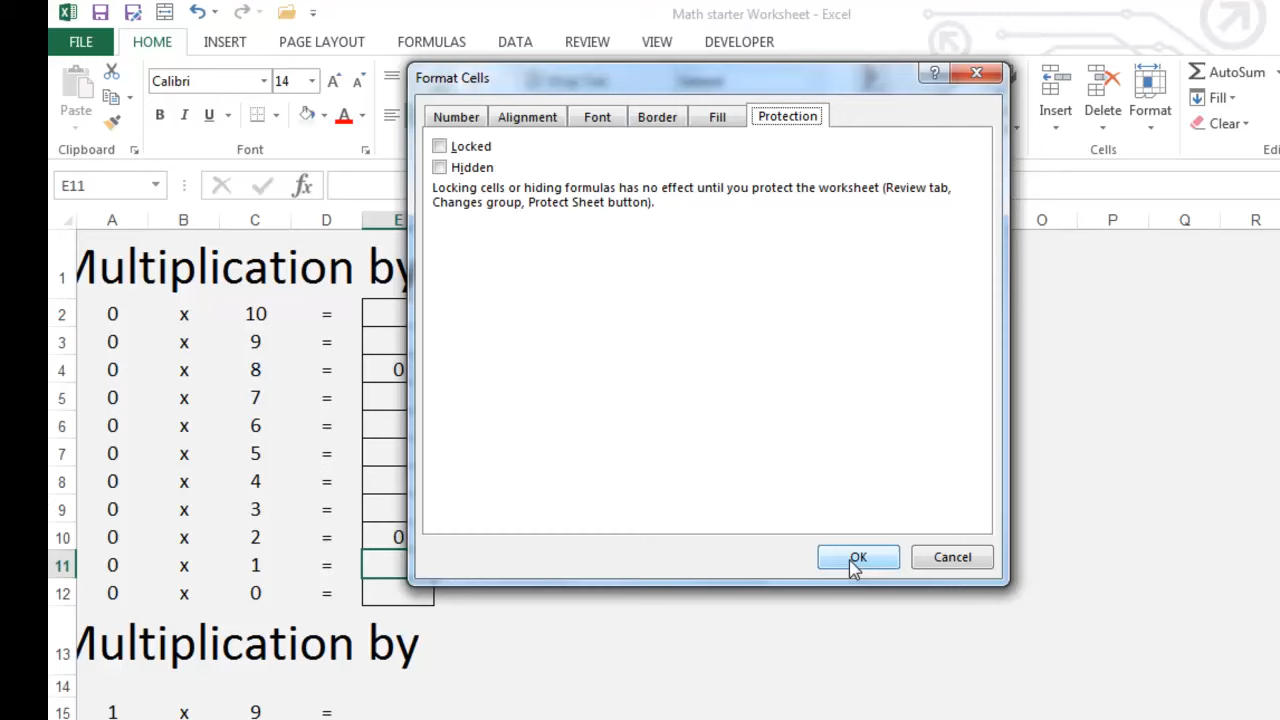 Math starter Worksheet - Excel
FILE HOME INSERT PAGE LAYOUT FORMULAS DATA REVIEW VIEW DEVELOPER
Format Cells
Calibri 14
AutoSum
Fill
Clear
Paste
B I U
Insert Delete Format
Clipboard Font Cells
Number Alignment Font Border Fill Protection
Locked
Hidden
Locking cells or hiding formulas has no effect until you protect the worksheet (Review tab,
Changes group, Protect Sheet button).
E11 fx
A B C D E O P Q R
1 Multiplication by
2 0 x 10 =
3 0 x 9 =
4 0 x 8 = 0
5 0 x 7 =
6 0 x 6 =
7 0 x 5 =
8 0 x 4 =
9 0 x 3 =
10 0 x 2 = 0
11 0 x 1 =
12 0 x 0 =
OK Cancel
13 Multiplication by
14
15 1 x 9 =